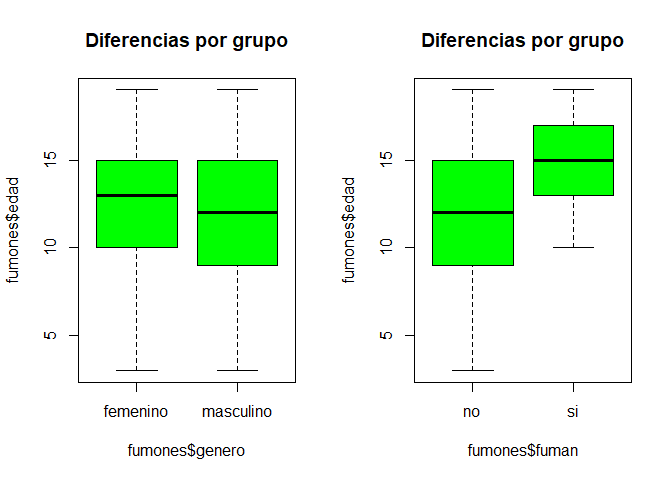 Diferencias por grupo
fumones$edad
15
10
5
femenino masculino
fumones$genero
Diferencias por grupo
fumones$edad
15
10
5
no si
fumones$fuman